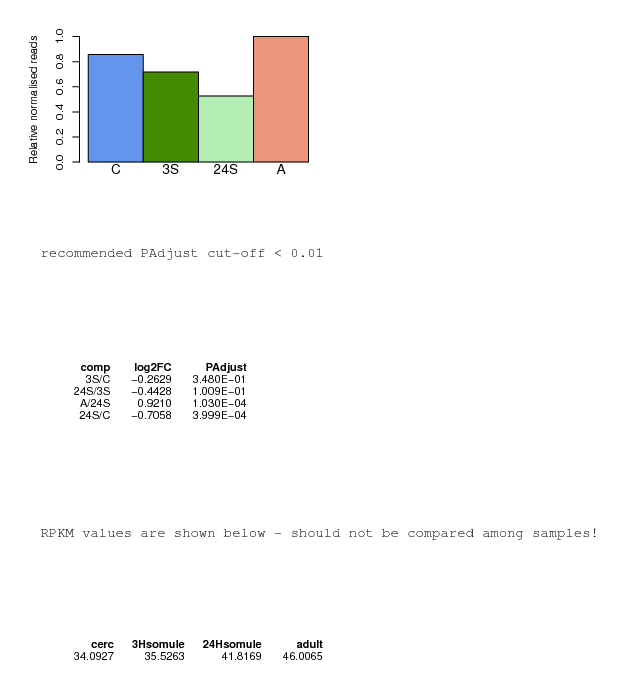 Relative normalised reads
1.0
0.8
0.6
0.4
0.2
0.0
C 3S 24S A
recommended PAdjust cut-off < 0.01
comp log2FC PAdjust
3S/C −0.2629 3.480E−01
24S/3S −0.4428 1.009E−01
A/24S 0.9210 1.030E−04
24S/C −0.7058 3.999E−04
RPKM values are shown below - should not be compared among samples!
cerc 3Hsomule 24Hsomule adult
34.0927 35.5263 41.8169 46.0065